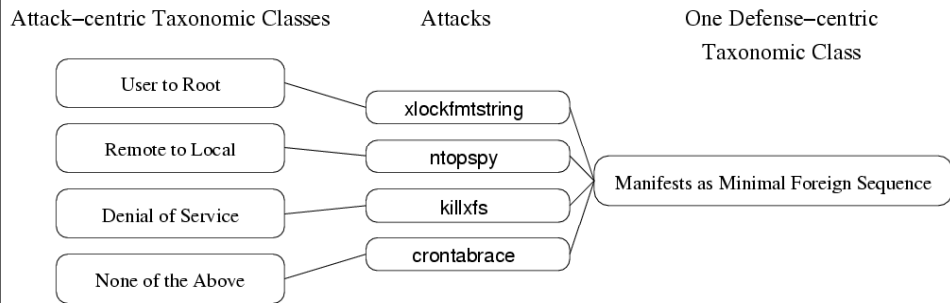 Attack−centric Taxonomic Classes
Attacks
One Defense−centric
Taxonomic Class
User to Root
xlockfmtstring
Remote to Local
ntopspy
Manifests as Minimal Foreign Sequence
Denial of Service
killxfs
None of the Above
crontabrace